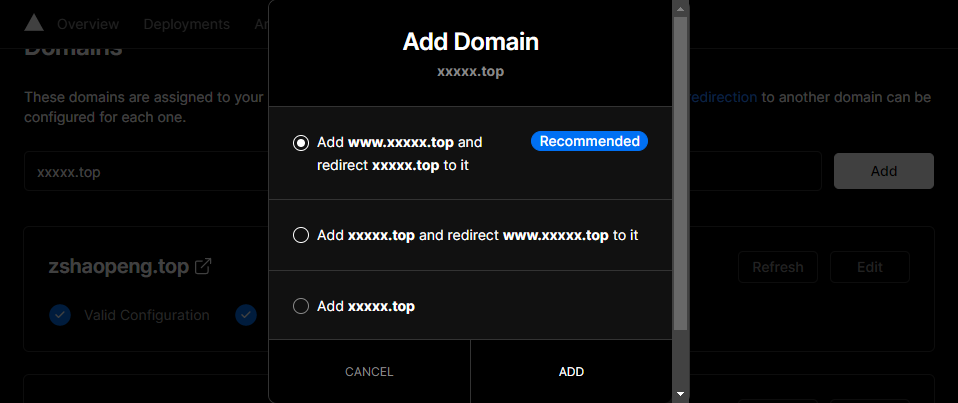 Overview Deployments
Add Domain
xxxxx.top
Domains
These domains are assigned to your
redirection to another domain can be
configured for each one.
xxxxx.top
Add
Add www.xxxxx.top and
redirect xxxxx.top to it
Recommended
Add xxxxx.top and redirect www.xxxxx.top to it
zshaopeng.top
Refresh Edit
Valid Configuration
Add xxxxx.top
CANCEL ADD